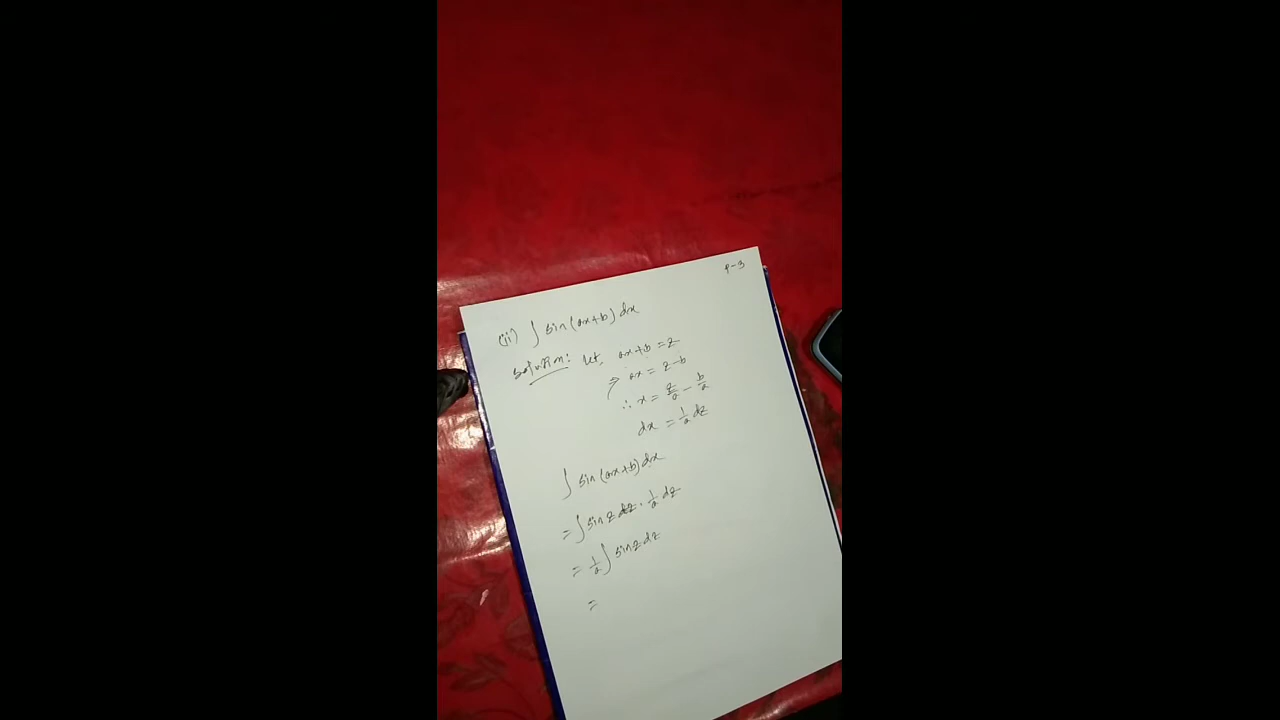 P-3
(ii) ∫ sin(ax+b) dx
Solution: Let, ax+b = z
⇒ ax = z-b
∴ x = z/a - b/a
dx = 1/a dz
∫ sin(ax+b) dx
= ∫ sin z · 1/a dz
= 1/a ∫ sin z dz
=